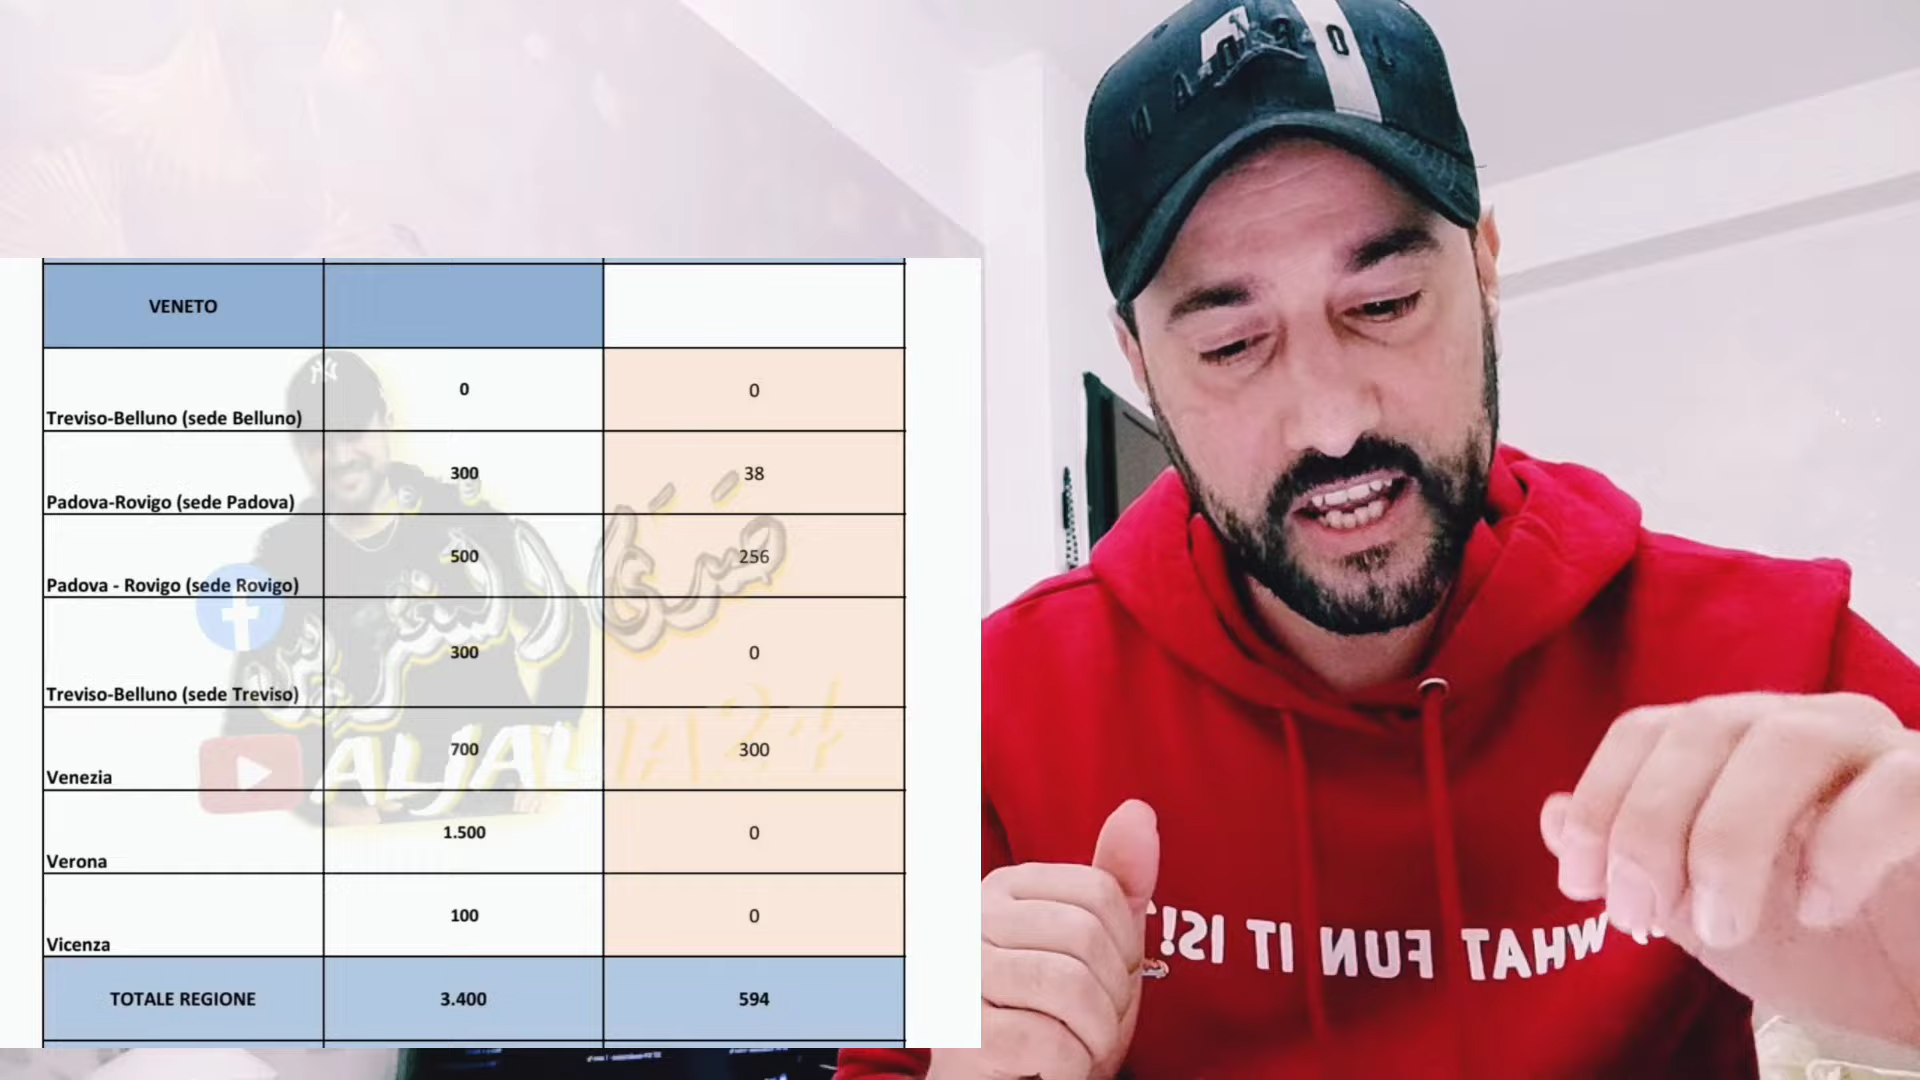 VENETO
Treviso-Belluno (sede Belluno) 0 0
Padova-Rovigo (sede Padova) 300 38
Padova - Rovigo (sede Rovigo) 500 256
Treviso-Belluno (sede Treviso) 300 0
Venezia 700 300
Verona 1.500 0
Vicenza 100 0
TOTALE REGIONE 3.400 594
ALJALIA24
JORDAN
WHAT FUN IT IS!